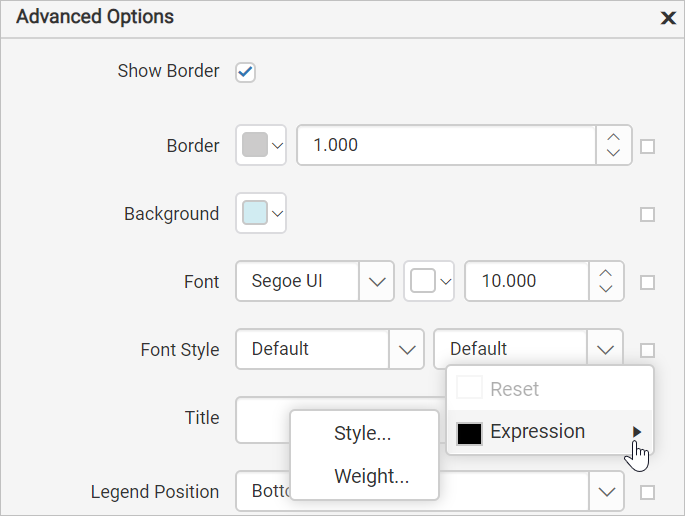 Advanced Options
Show Border
Border 1.000
Background
Font Segoe UI 10.000
Font Style Default Default
Reset
Title
Expression
Style...
Weight...
Legend Position